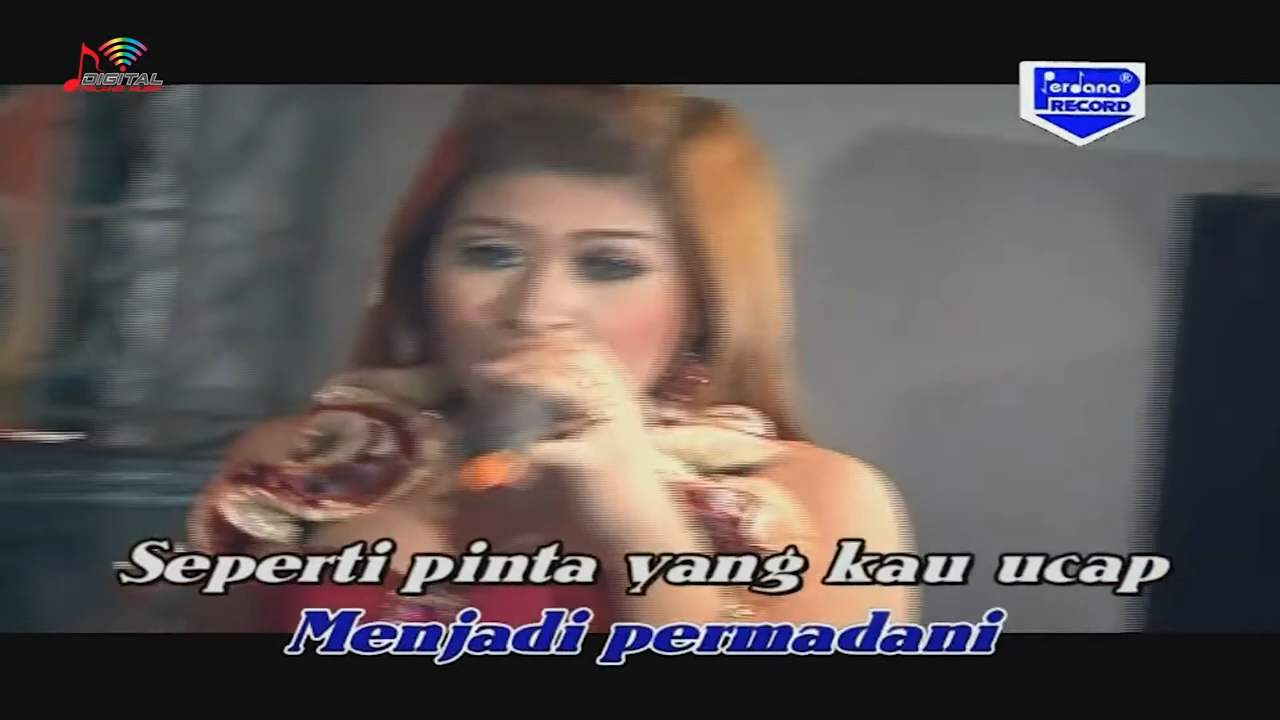 DIGITAL
Perdana®
RECORD
Seperti pinta yang kau ucap
Menjadi permadani